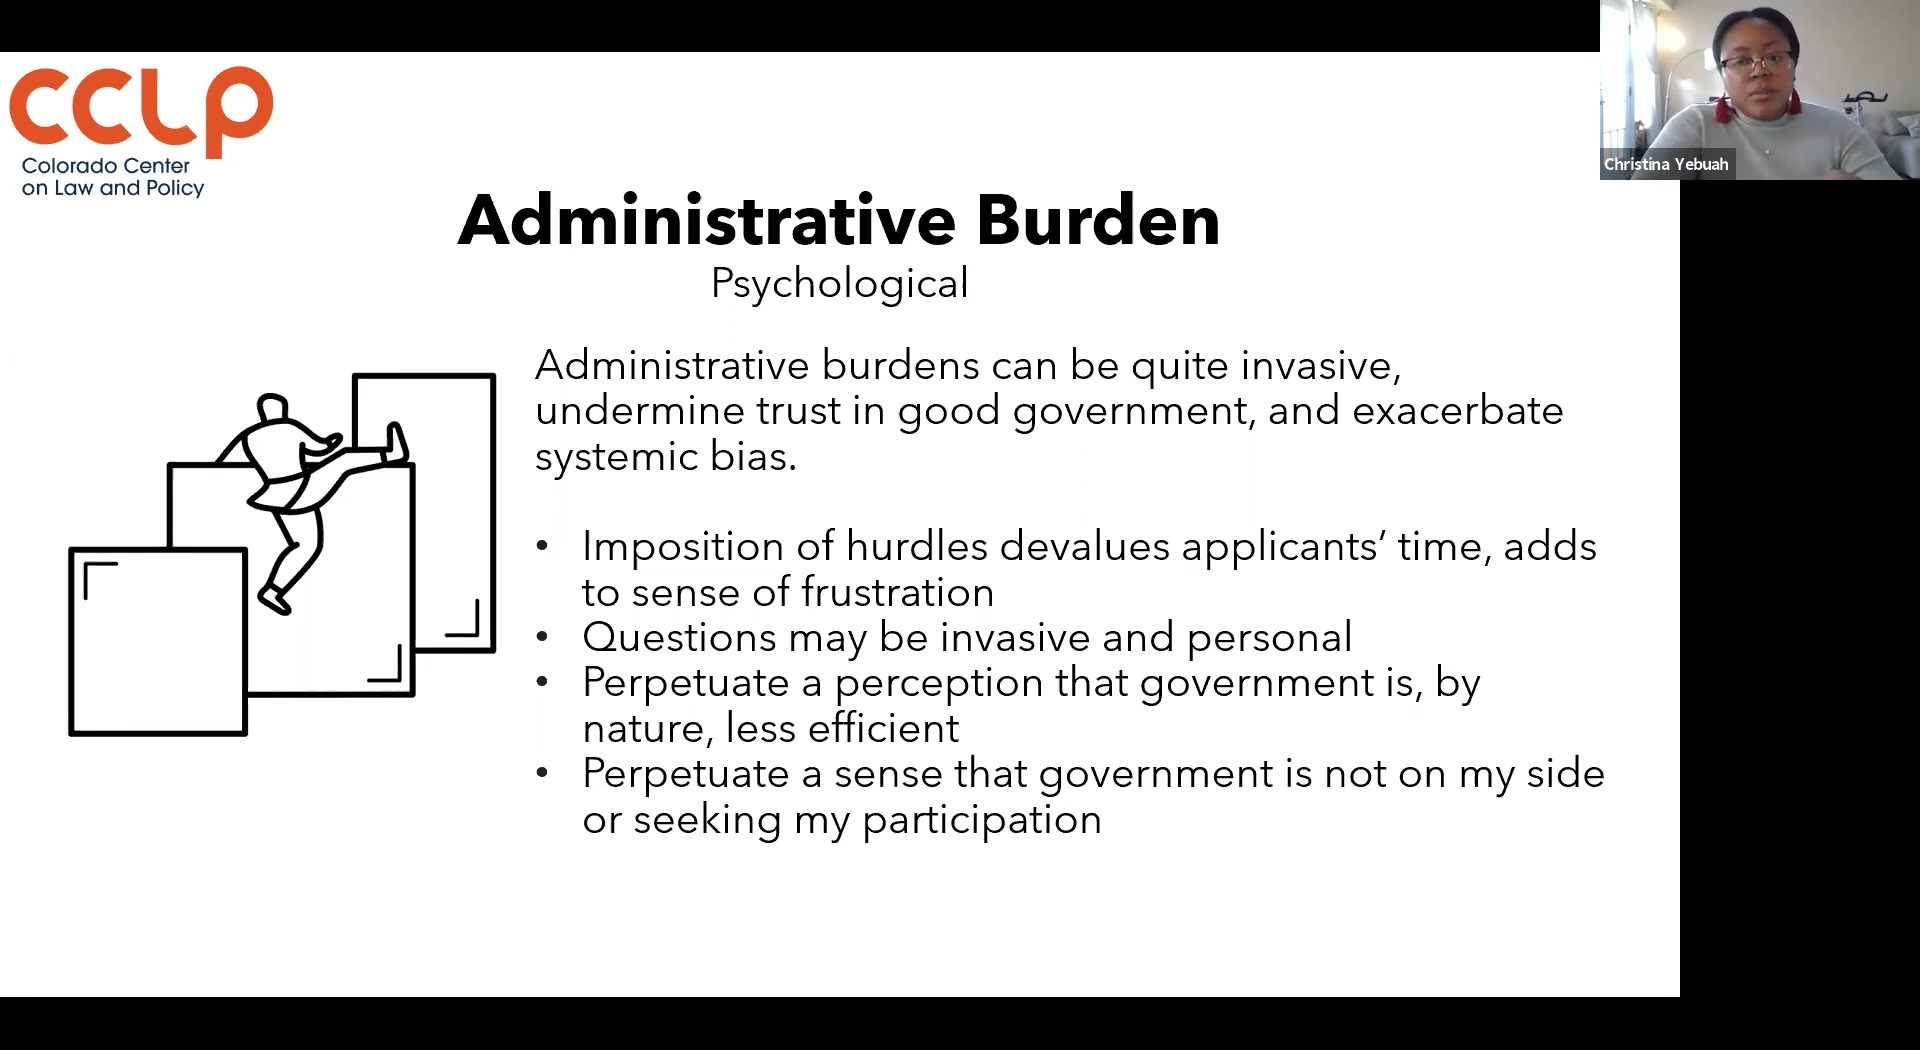 CCLP
Colorado Center
on Law and Policy
Christina Yebuah
Administrative Burden
Psychological
Administrative burdens can be quite invasive,
undermine trust in good government, and exacerbate
systemic bias.
• Imposition of hurdles devalues applicants’ time, adds
to sense of frustration
• Questions may be invasive and personal
• Perpetuate a perception that government is, by
nature, less efficient
• Perpetuate a sense that government is not on my side
or seeking my participation